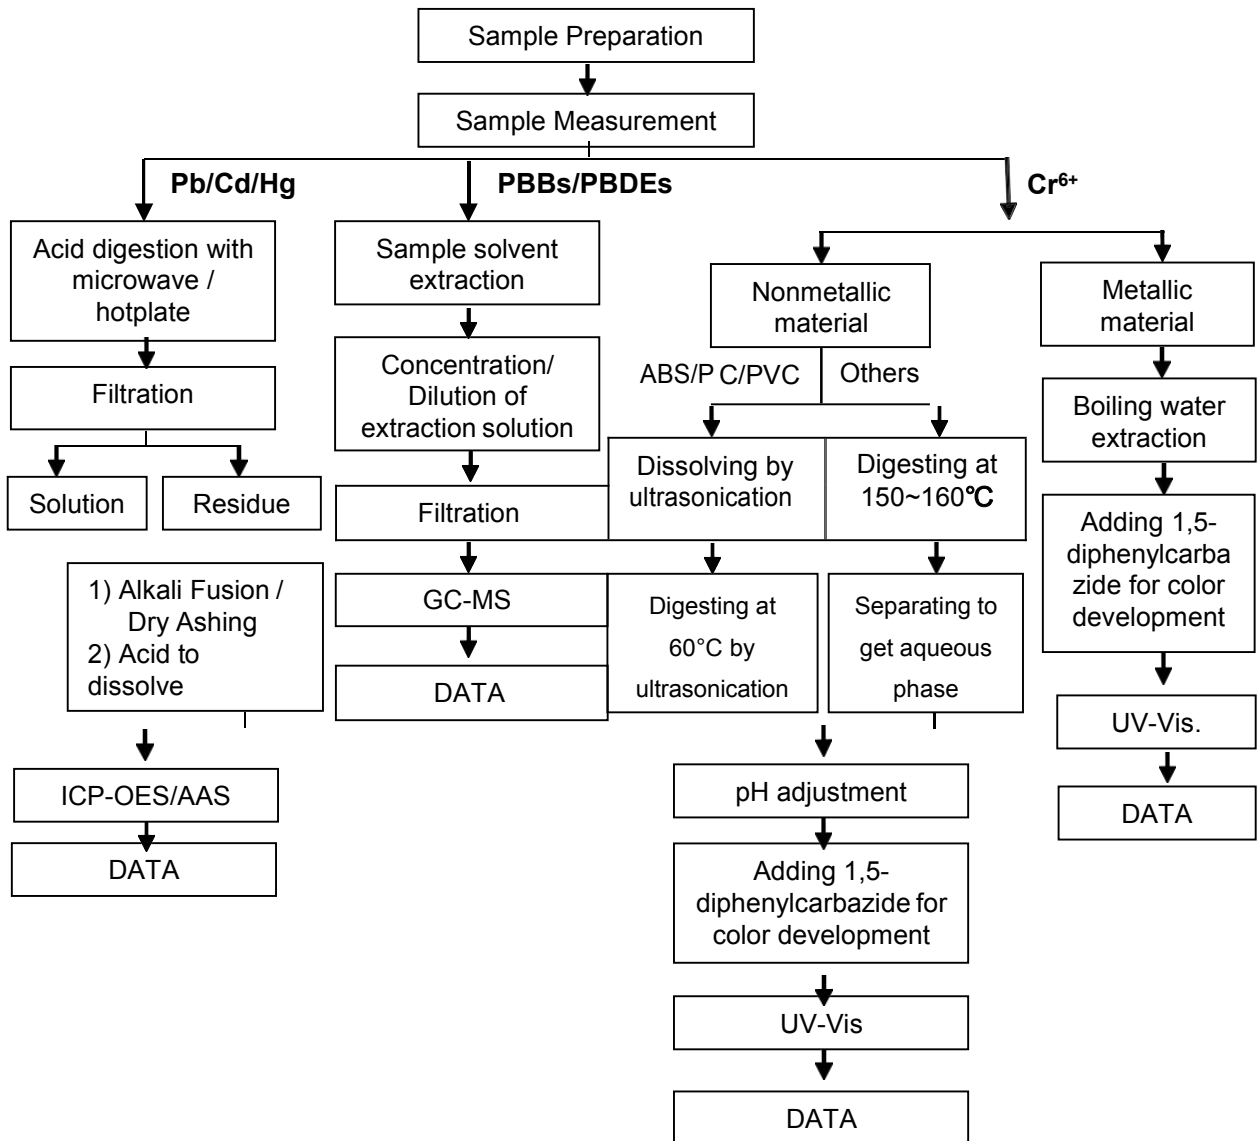 Sample Preparation
Sample Measurement
Pb/Cd/Hg
PBBs/PBDEs
Cr⁶⁺
Acid digestion with
microwave /
hotplate
Filtration
Solution
Residue
1) Alkali Fusion /
Dry Ashing
2) Acid to
dissolve
ICP-OES/AAS
DATA
Sample solvent
extraction
Concentration/
Dilution of
extraction solution
Filtration
GC-MS
DATA
Nonmetallic
material
ABS/P C/PVC
Others
Dissolving by
ultrasonication
Digesting at
60°C by
ultrasonication
Digesting at
150~160℃
Separating to
get aqueous
phase
pH adjustment
Adding 1,5-
diphenylcarbazide for
color development
UV-Vis
DATA
Metallic
material
Boiling water
extraction
Adding 1,5-
diphenylcarba
zide for color
development
UV-Vis.
DATA